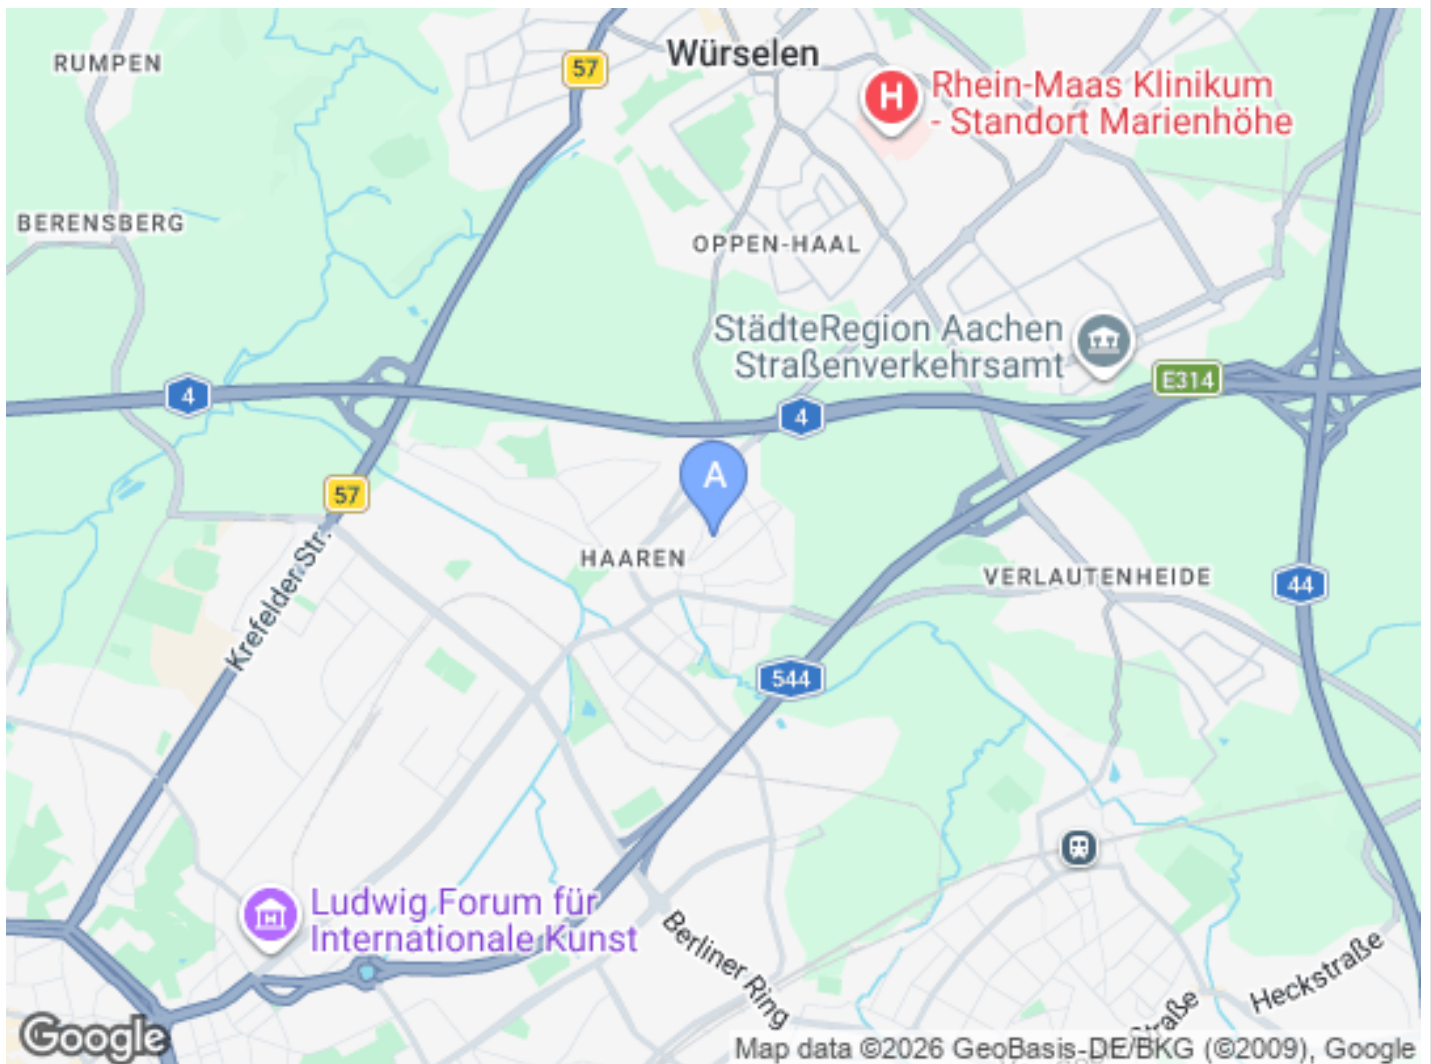 RUMPEN
57
Würselen
H
Rhein-Maas Klinikum
- Standort Marienhöhe
BERENSBERG
OPPEN-HAAL
StädteRegion Aachen
Straßenverkehrsamt
E314
4
4
A
57
Krefelder Str.
HAAREN
VERLAUTENHEIDE
44
544
Ludwig Forum für
Internationale Kunst
Berliner Ring
Heckstraße
Straße
Google
Map data ©2026 GeoBasis-DE/BKG (©2009), Google